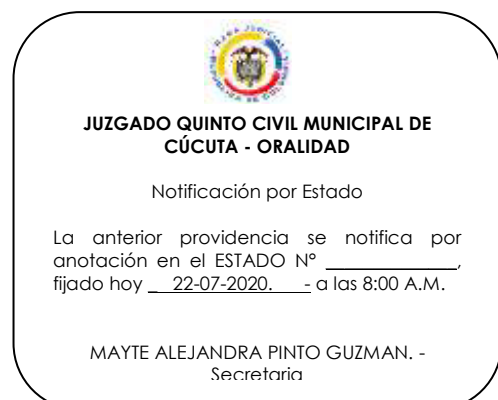 JUZGADO QUINTO CIVIL MUNICIPAL DE
CÚCUTA - ORALIDAD
Notificación por Estado
La anterior providencia se notifica por
anotación en el ESTADO Nº ____________,
fijado hoy _ 22-07-2020. - a las 8:00 A.M.
MAYTE ALEJANDRA PINTO GUZMAN. -
Secretaria